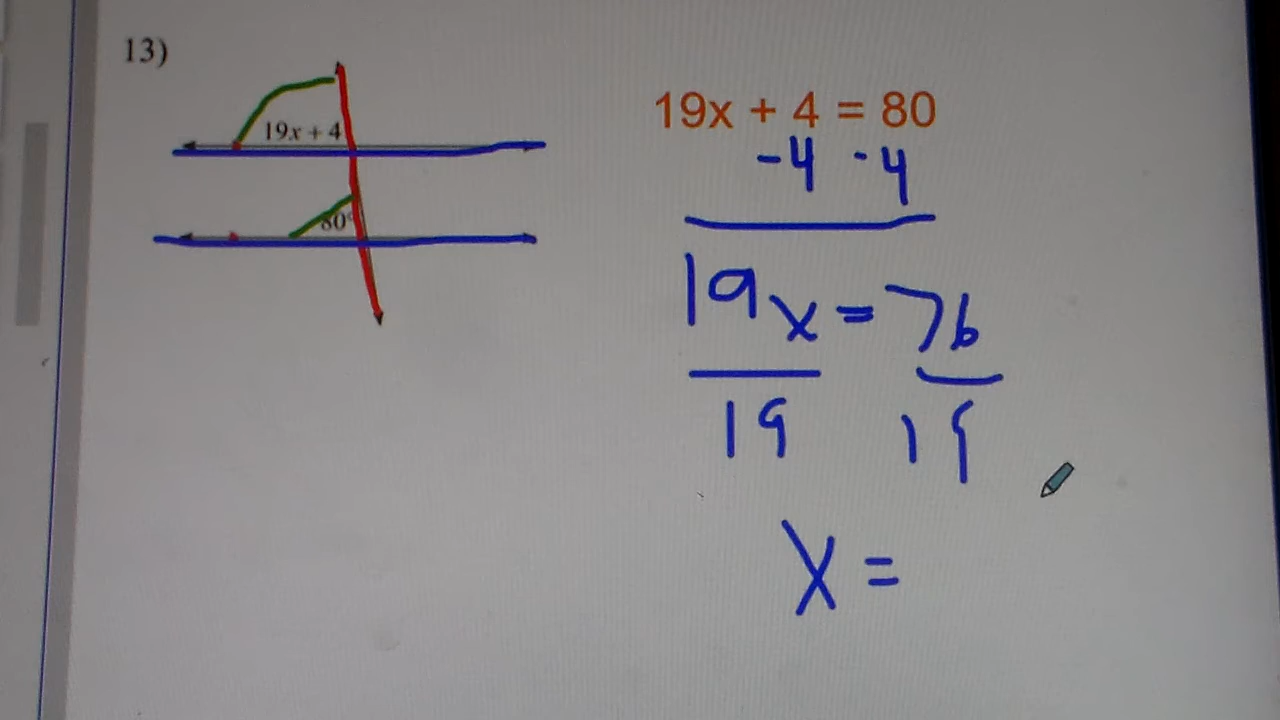 13)
19x + 4
80°
19x + 4 = 80
-4 -4
19x = 76
19 19
x =